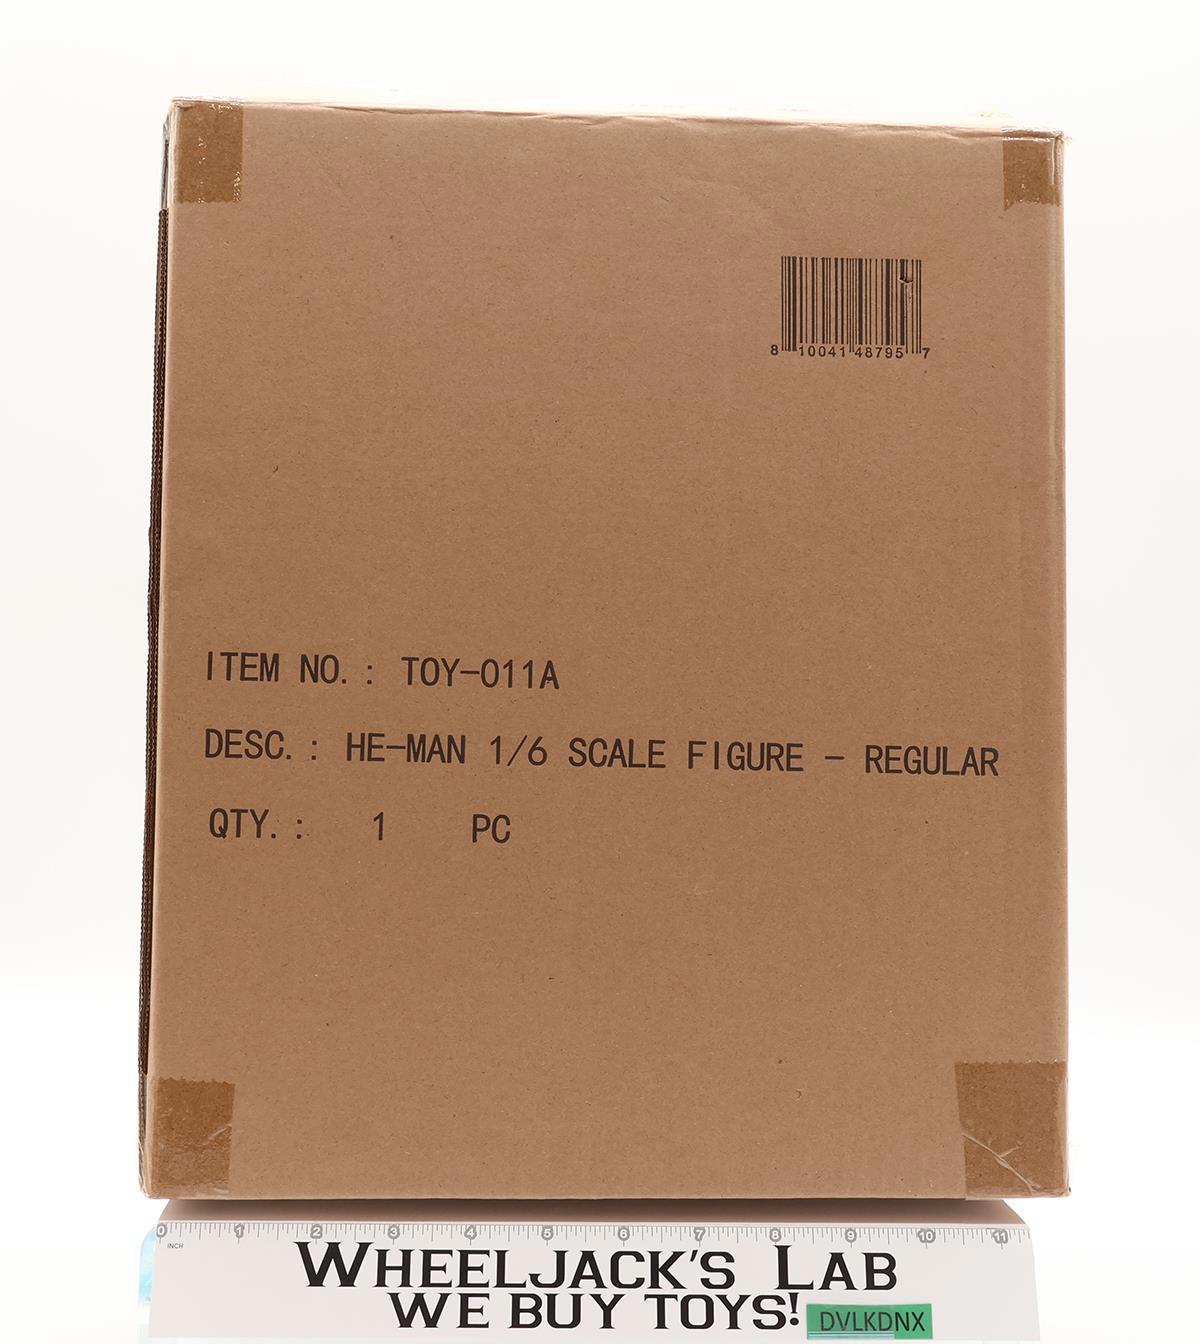 8 10041 48795 7
ITEM NO.: TOY-011A
DESC.: HE-MAN 1/6 SCALE FIGURE - REGULAR
QTY.: 1 PC
0 1 2 3 4 5 6 7 8 9 10 11
INCH
WHEELJACK'S LAB
WE BUY TOYS!
DVLKDNX